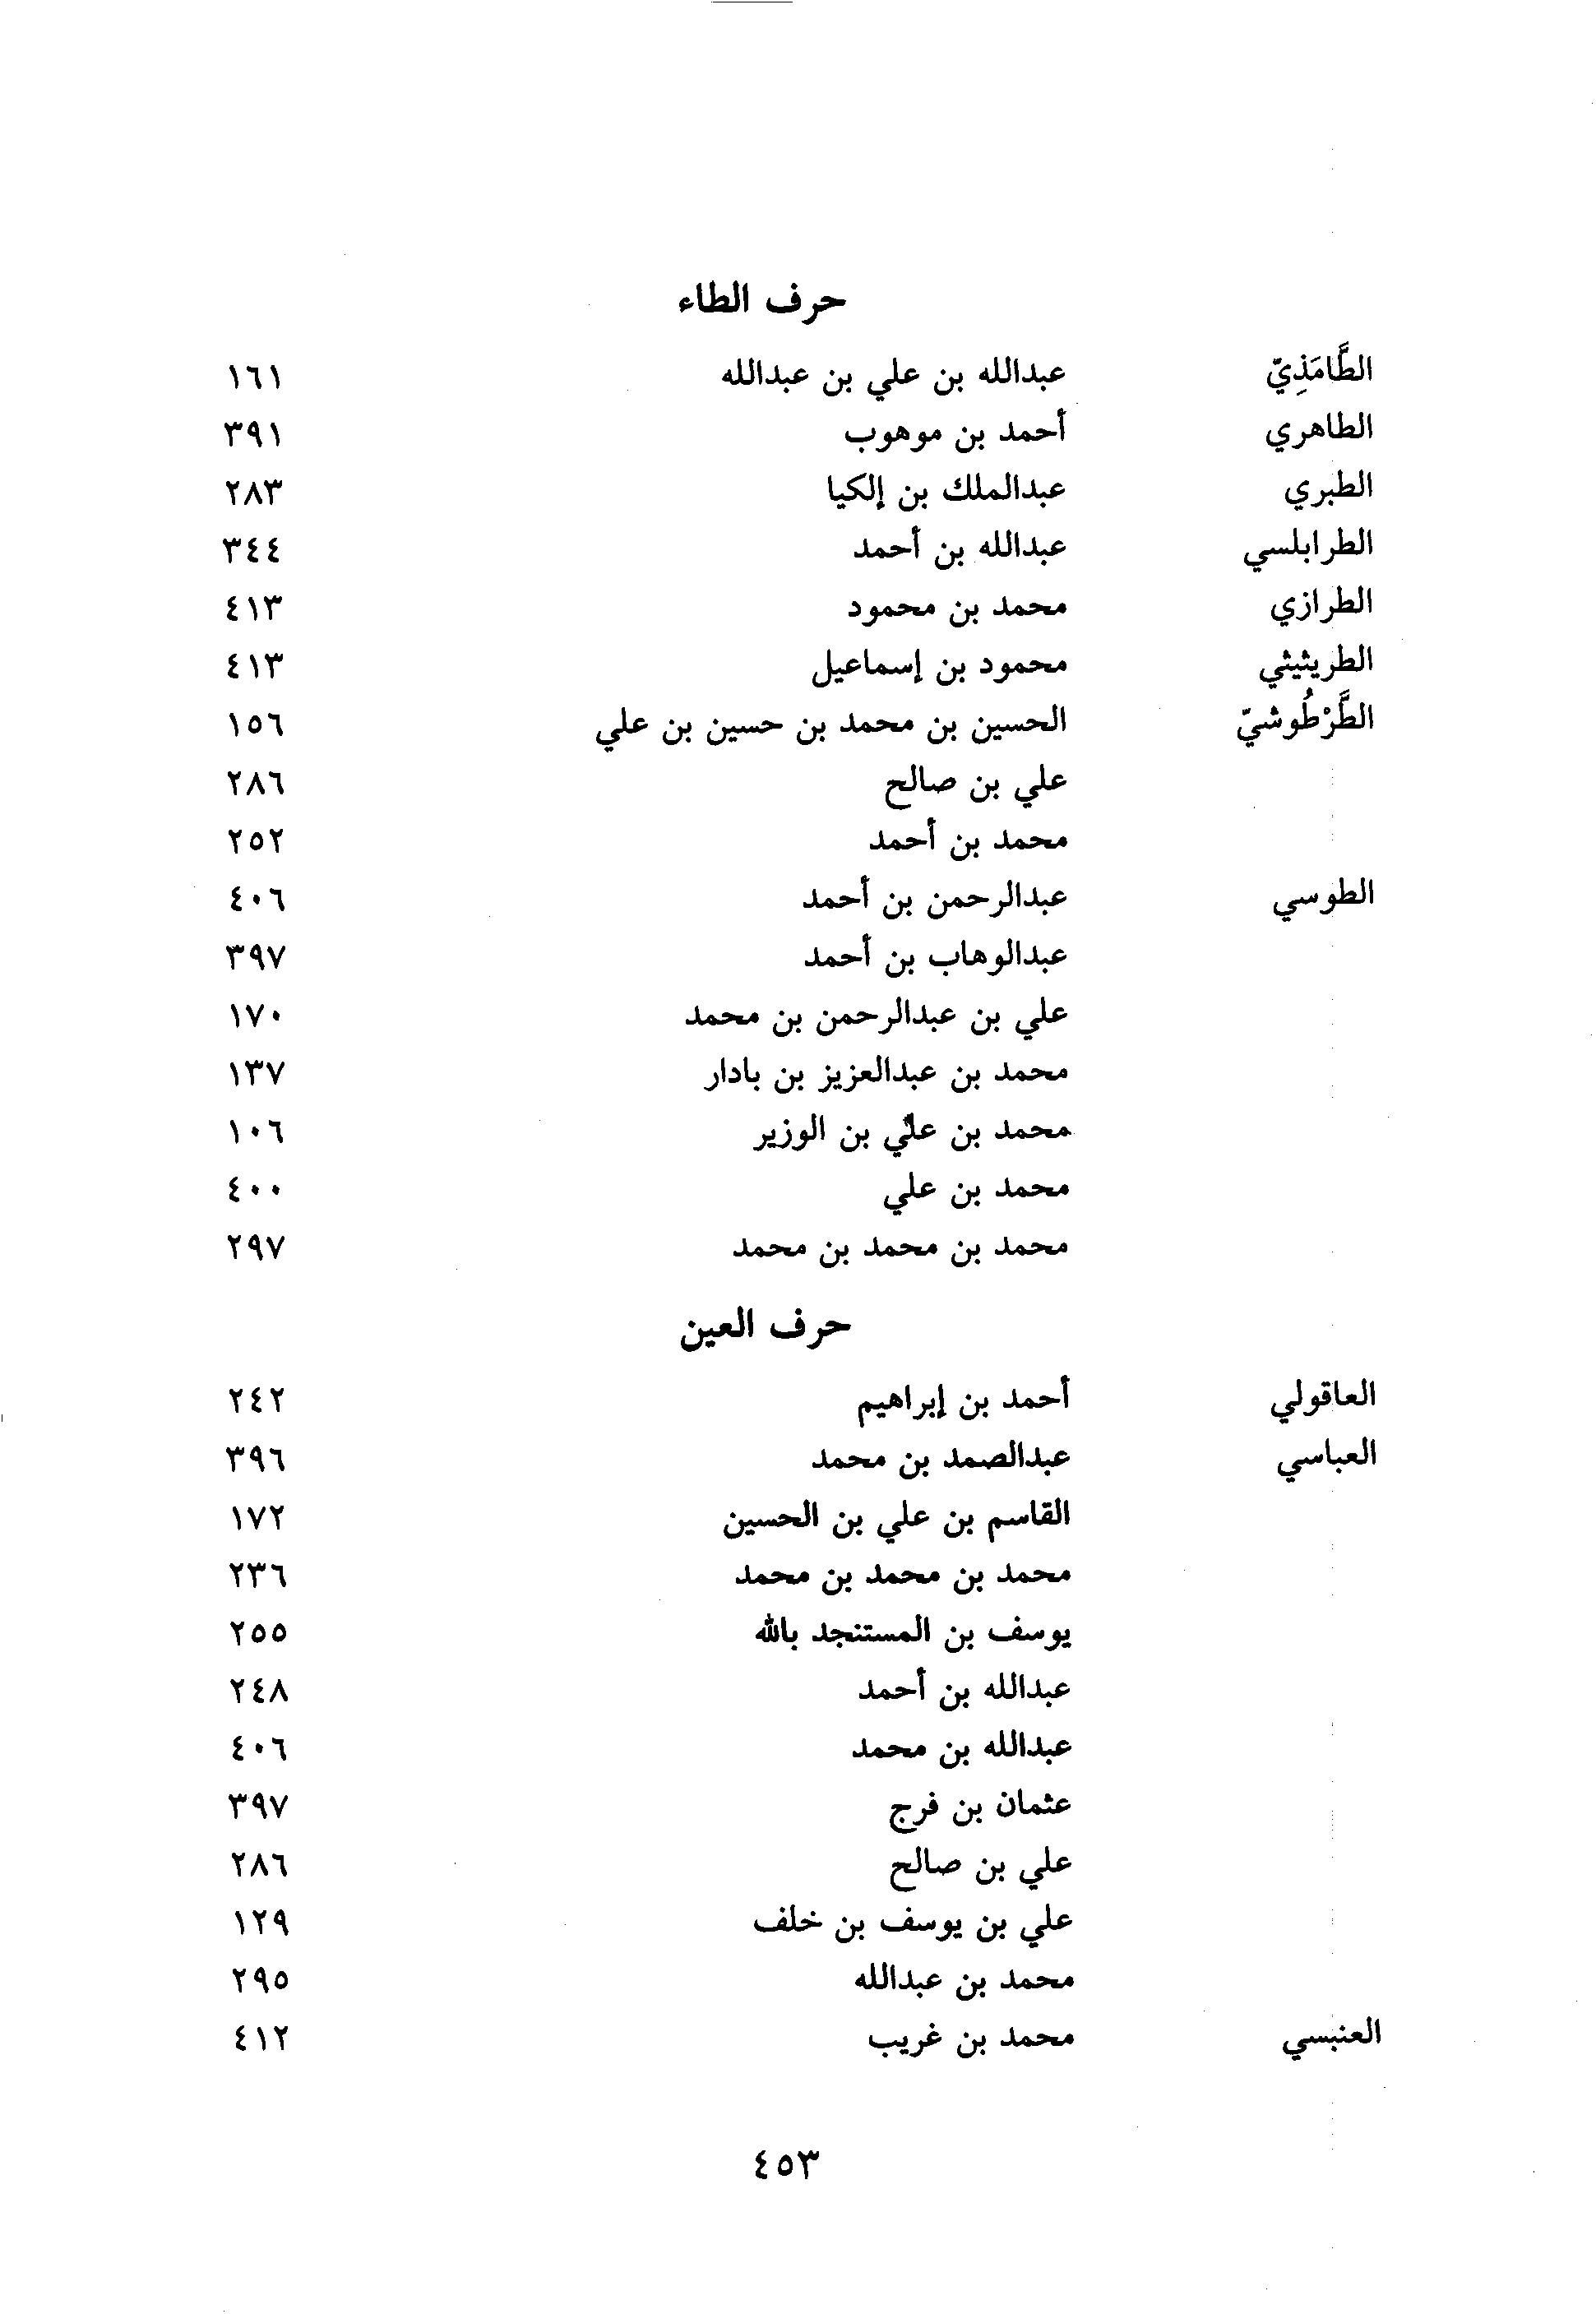 حرف الطاء
الطَّامَذِيّ عبدالله بن علي بن عبدالله ١٦١
الطاهري أحمد بن موهوب ٣٩١
الطبري عبدالملك بن إلكيا ٢٨٣
الطرابلسي عبدالله بن أحمد ٣٤٤
الطرازي محمد بن محمود ٤١٣
الطريثيثي محمود بن إسماعيل ٤١٣
الطَّرْطُوشيّ الحسين بن محمد بن حسين بن علي ١٥٦
علي بن صالح ٢٨٦
محمد بن أحمد ٢٥٢
الطوسي عبدالرحمن بن أحمد ٤٠٦
عبدالوهاب بن أحمد ٣٩٧
علي بن عبدالرحمن بن محمد ١٧٠
محمد بن عبدالعزيز بن بادار ١٣٧
محمد بن علي بن الوزير ١٠٦
محمد بن علي ٤٠٠
محمد بن محمد بن محمد ٢٩٧
حرف العين
العاقولي أحمد بن إبراهيم ٢٤٢
العباسي عبدالصمد بن محمد ٣٩٦
القاسم بن علي بن الحسين ١٧٢
محمد بن محمد بن محمد ٢٣٦
يوسف بن المستنجد بالله ٢٥٥
عبدالله بن أحمد ٢٤٨
عبدالله بن محمد ٤٠٦
عثمان بن فرج ٣٩٧
علي بن صالح ٢٨٦
علي بن يوسف بن خلف ١٢٩
محمد بن عبدالله ٢٩٥
العنبسي محمد بن غريب ٤١٢
٤٥٣